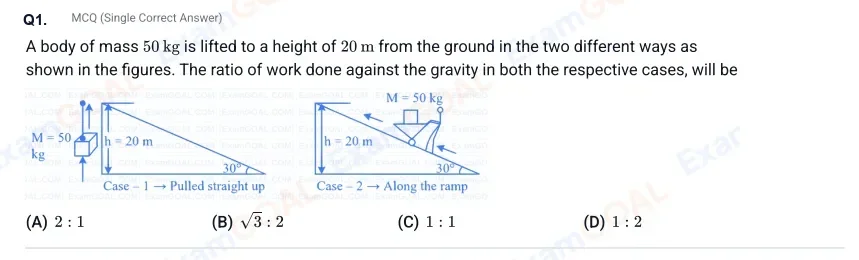 Q1. MCQ (Single Correct Answer)
A body of mass 50 kg is lifted to a height of 20 m from the ground in the two different ways as
shown in the figures. The ratio of work done against the gravity in both the respective cases, will be
M = 50
kg
h = 20 m
30°
Case – 1 → Pulled straight up
M = 50 kg
h = 20 m
30°
Case – 2 → Along the ramp
(A) 2 : 1
(B) √3 : 2
(C) 1 : 1
(D) 1 : 2